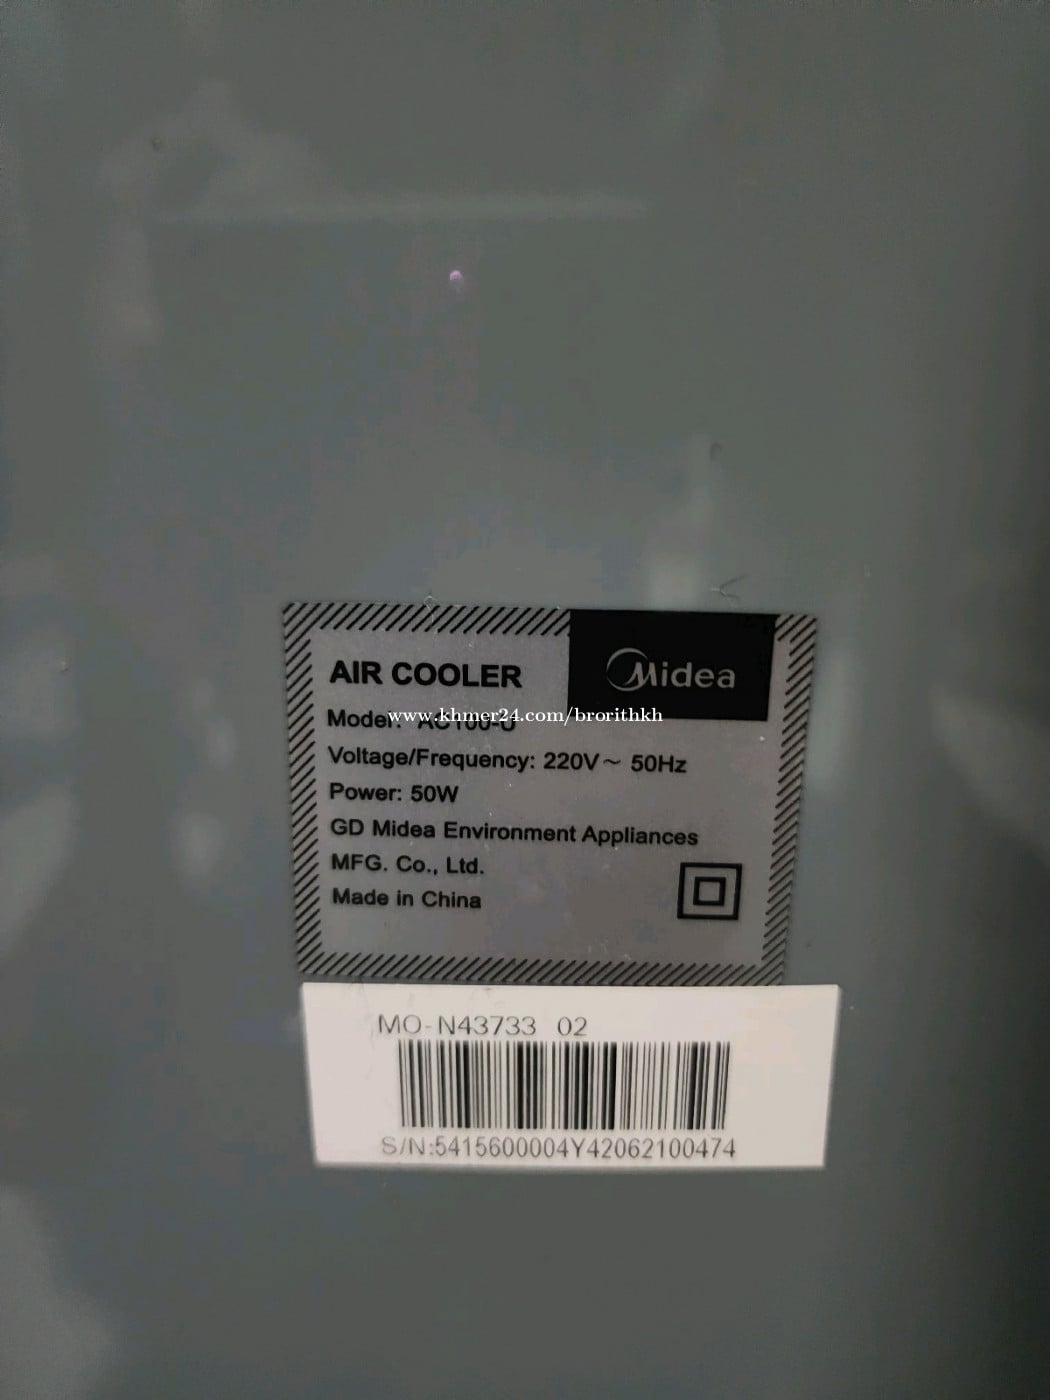 AIR COOLER
Midea
Model: AC100-U
www.khmer24.com/brorithkh
Voltage/Frequency: 220V~ 50Hz
Power: 50W
GD Midea Environment Appliances
MFG. Co., Ltd.
Made in China
MO-N43733 02
S/N:5415600004Y42062100474